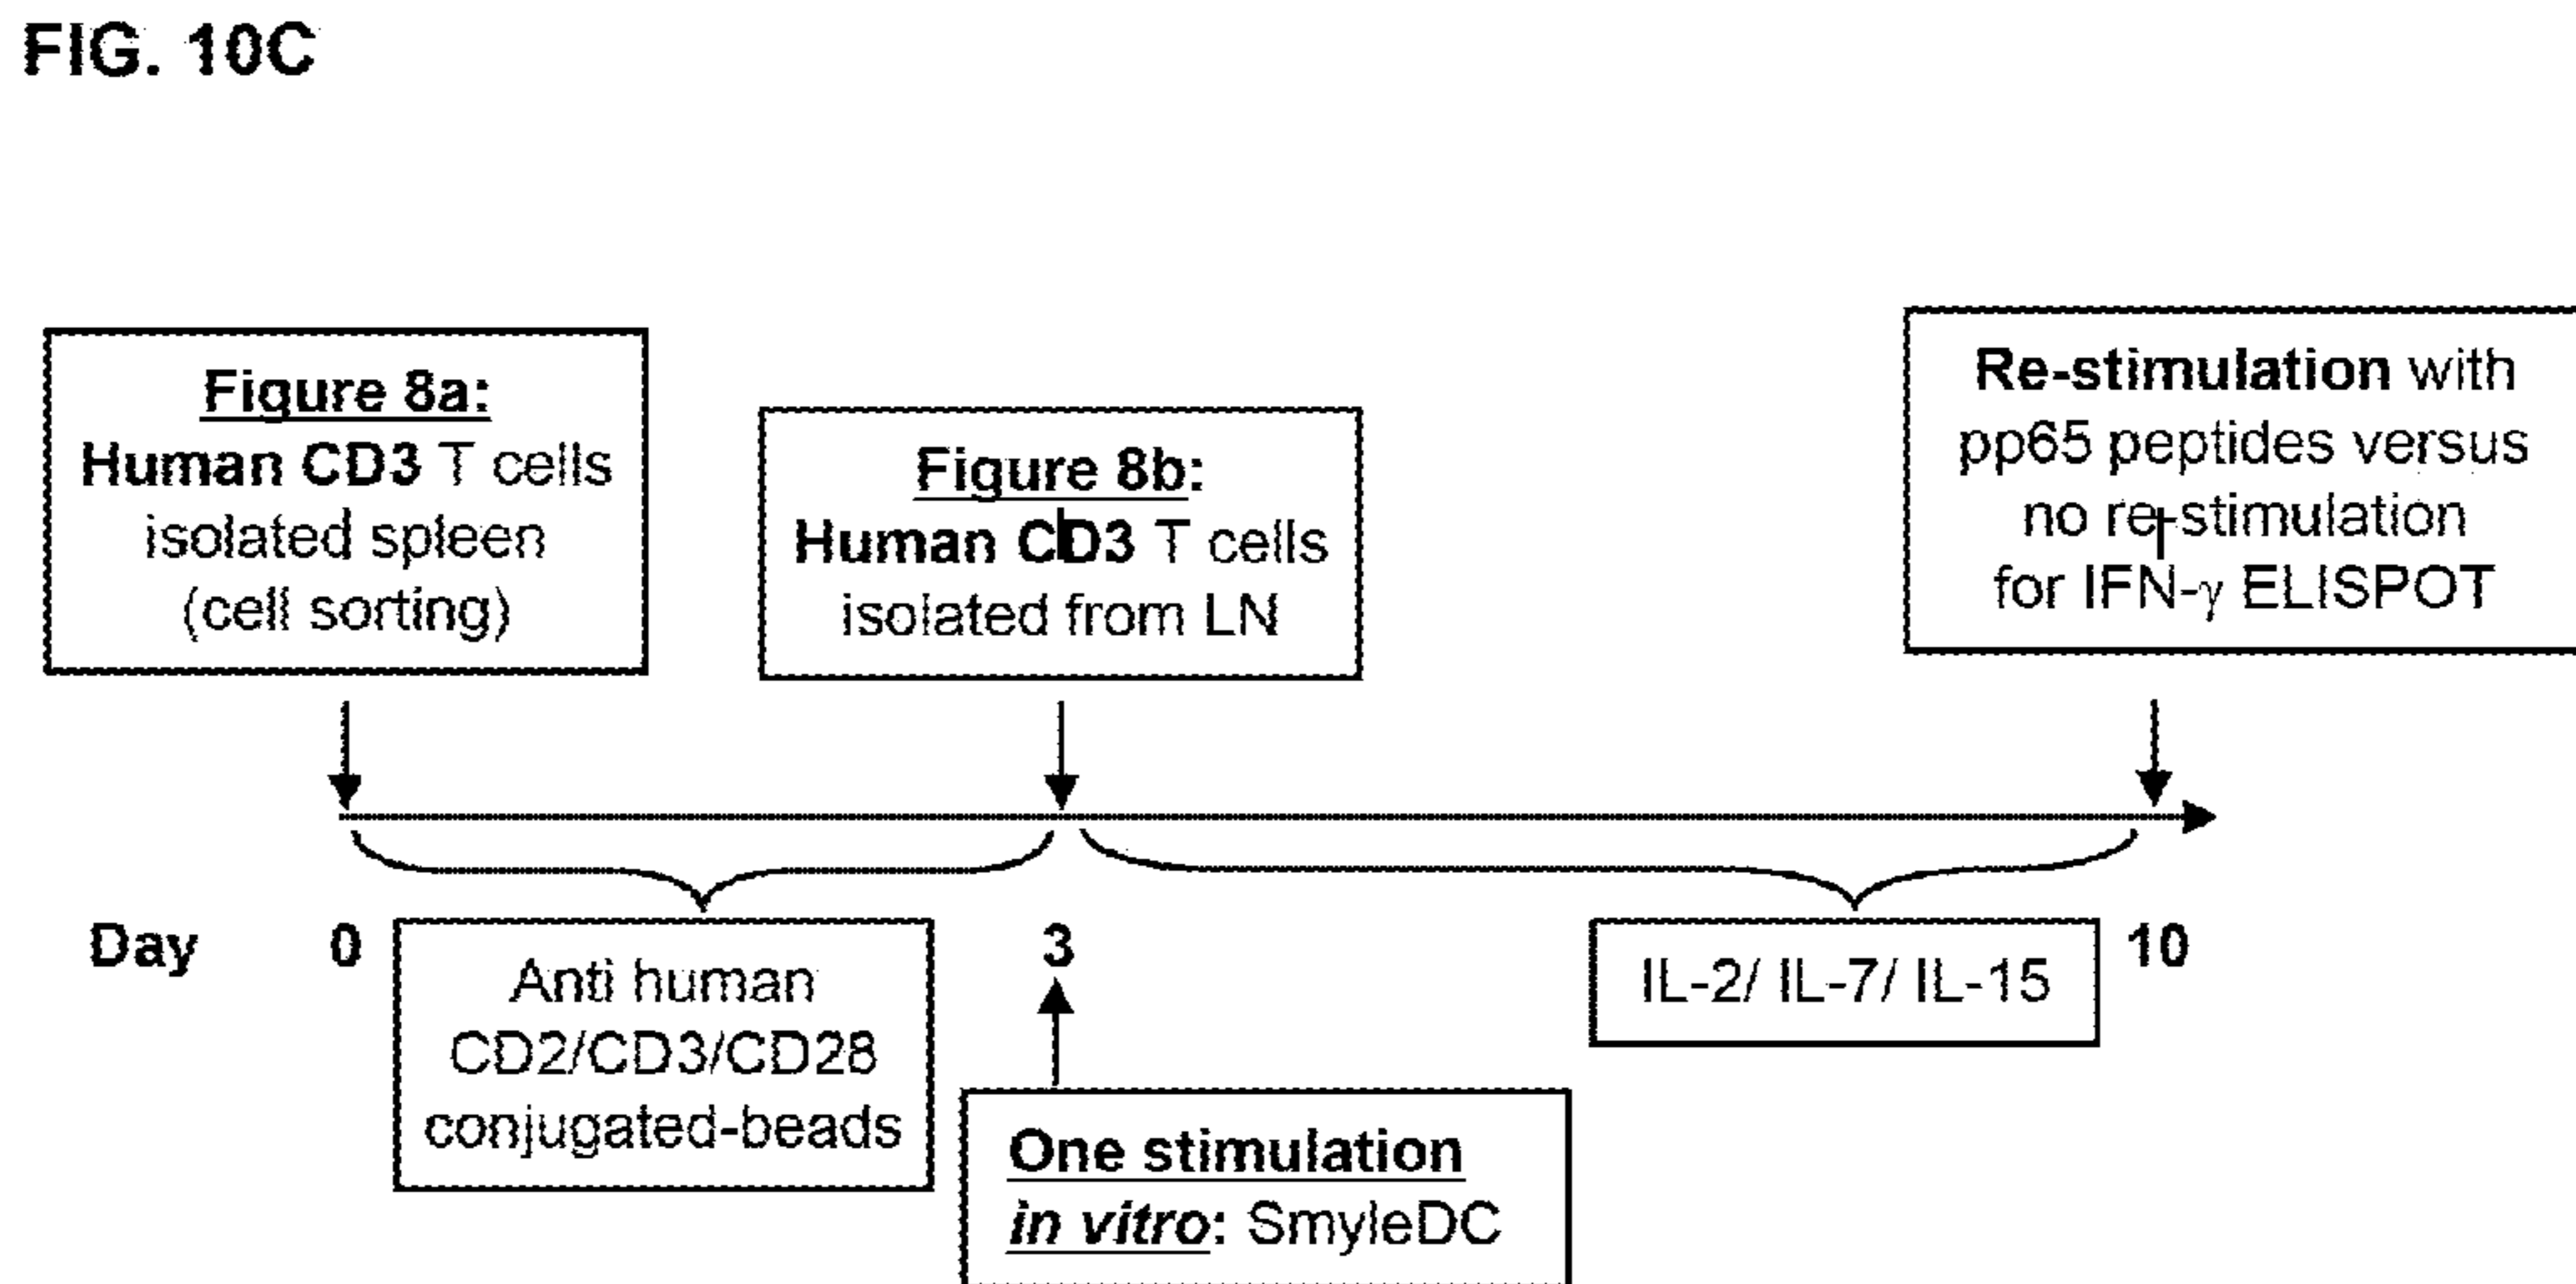 FIG. 10C
Figure 8a:
Human CD3 T cells
isolated spleen
(cell sorting)
Figure 8b:
Human CD3 T cells
isolated from LN
Re-stimulation with
pp65 peptides versus
no re-stimulation
for IFN-γ ELISPOT
Day 0 3 10
Anti human
CD2/CD3/CD28
conjugated-beads
IL-2/ IL-7/ IL-15
One stimulation
in vitro: SmyleDC